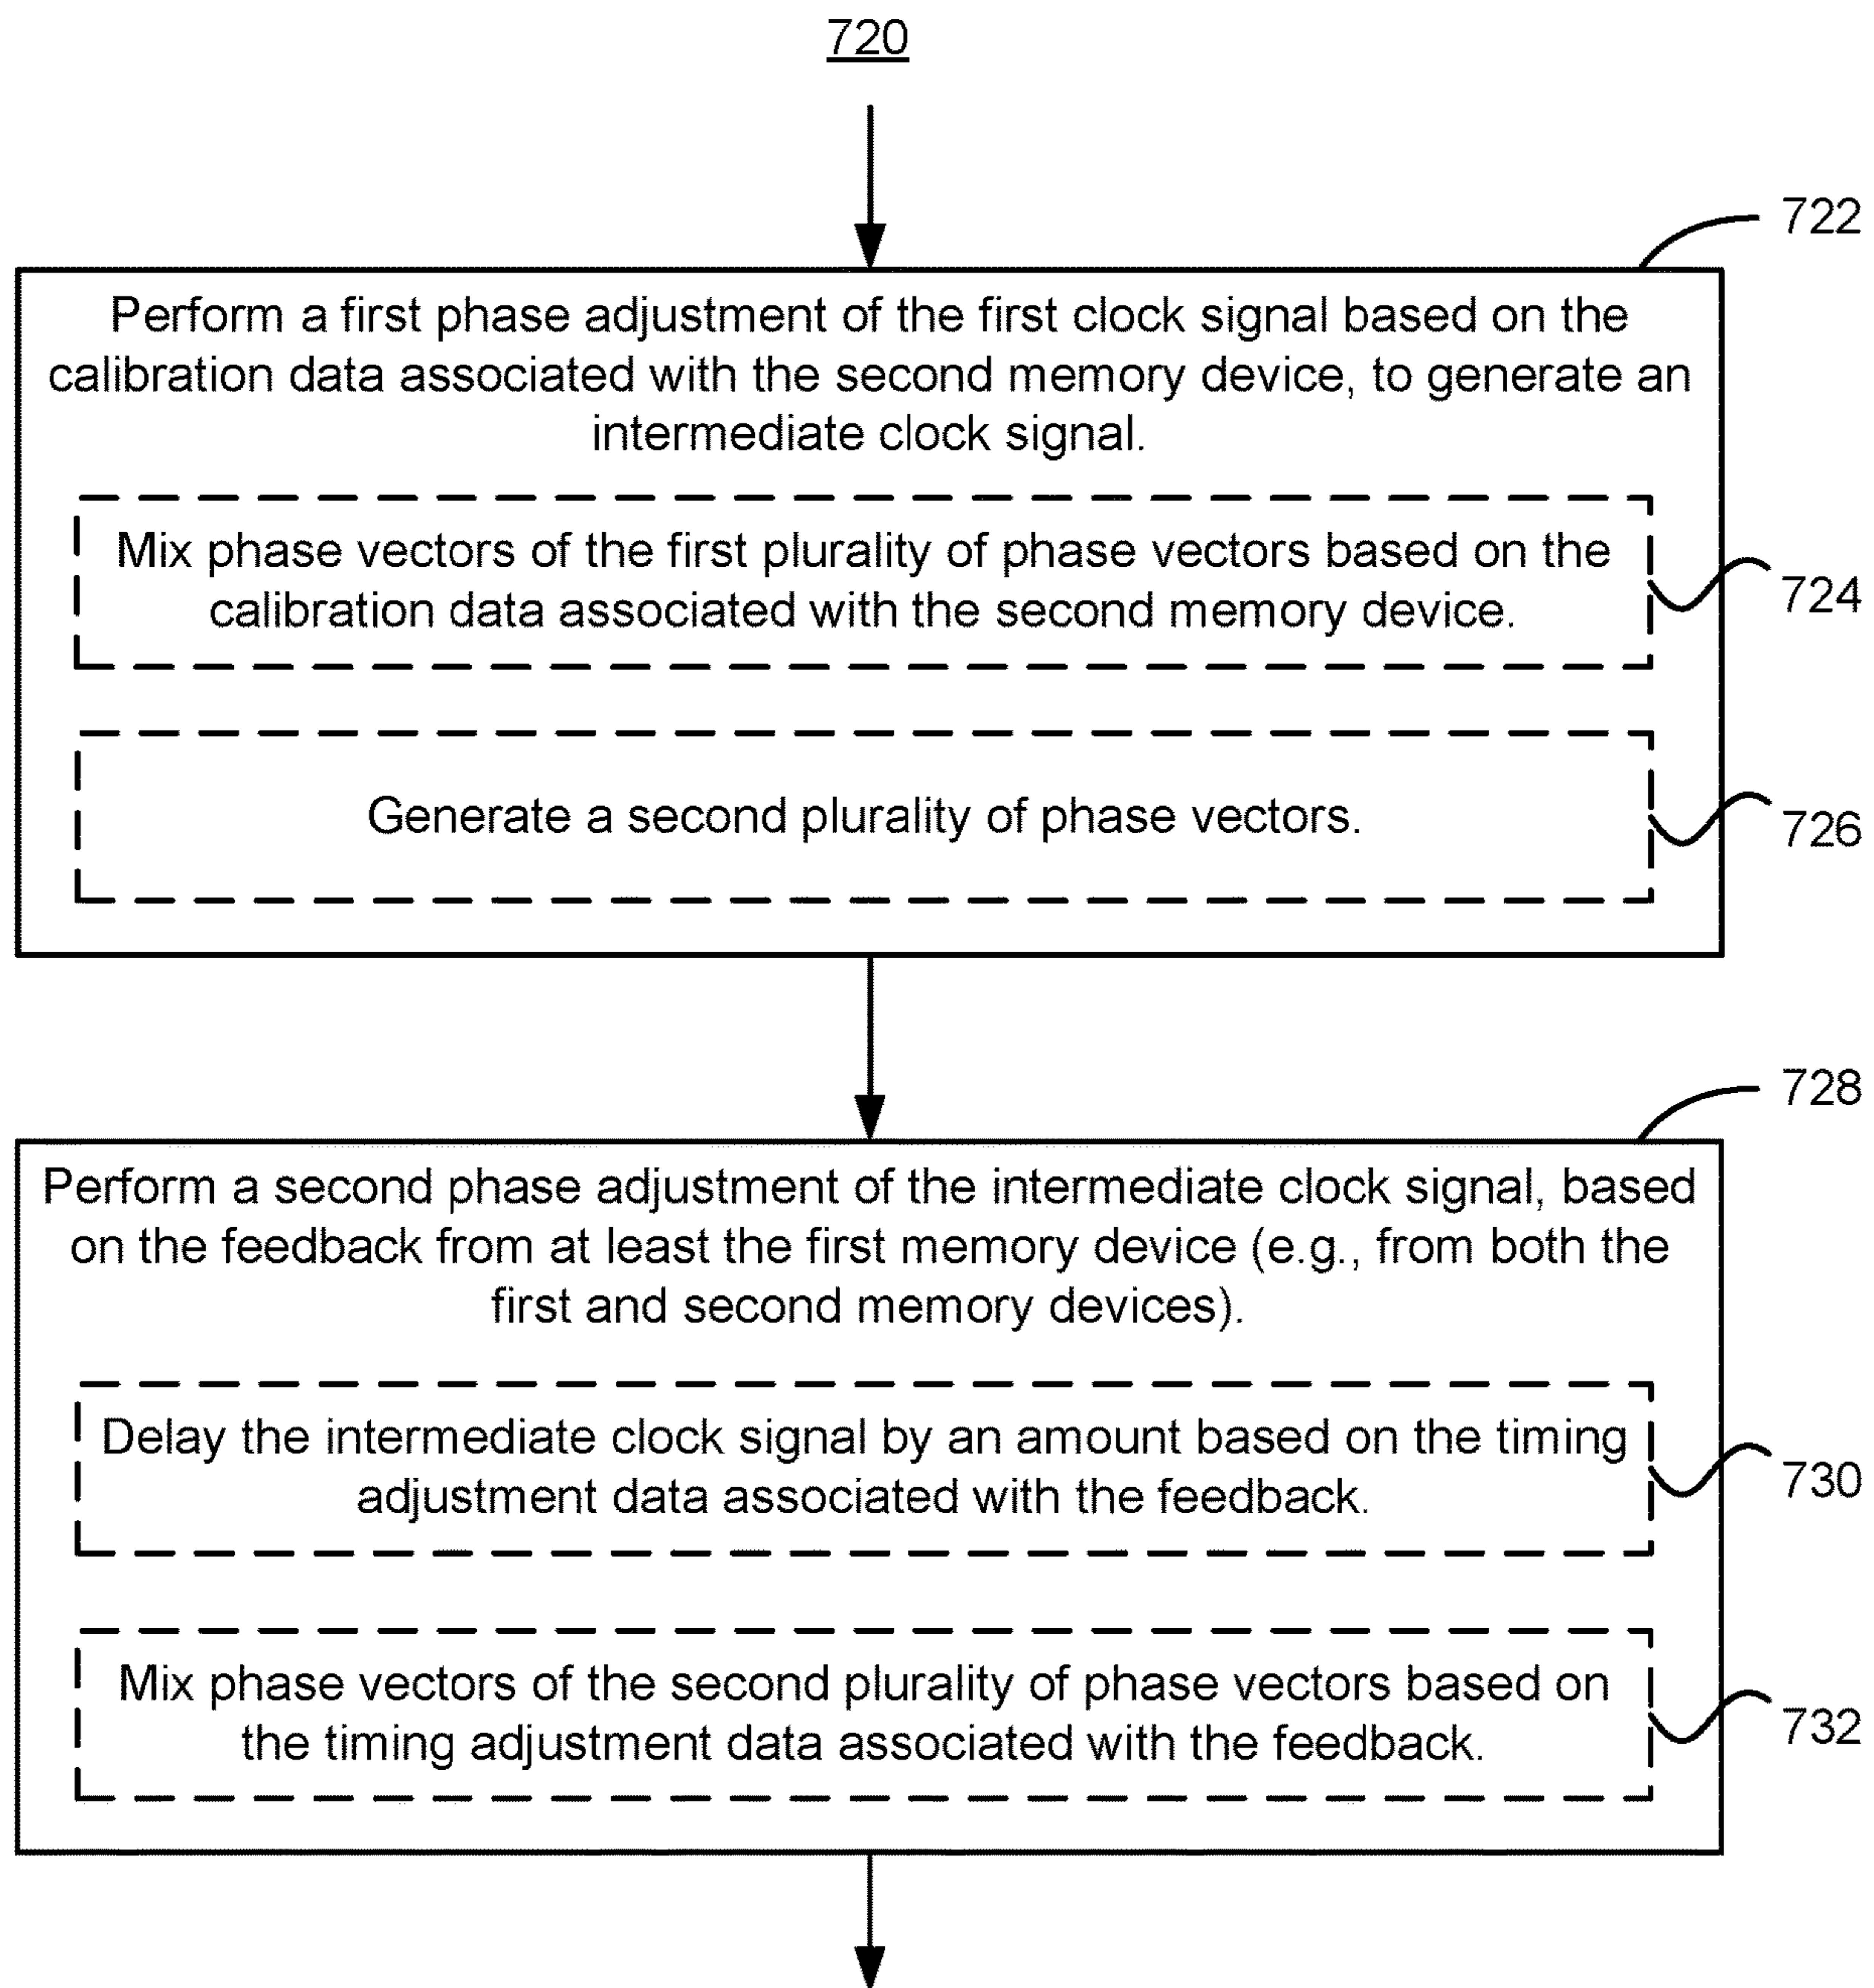 720
722
Perform a first phase adjustment of the first clock signal based on the
calibration data associated with the second memory device, to generate an
intermediate clock signal.
Mix phase vectors of the first plurality of phase vectors based on the
calibration data associated with the second memory device.
724
Generate a second plurality of phase vectors.
726
728
Perform a second phase adjustment of the intermediate clock signal, based
on the feedback from at least the first memory device (e.g., from both the
first and second memory devices).
Delay the intermediate clock signal by an amount based on the timing
adjustment data associated with the feedback.
730
Mix phase vectors of the second plurality of phase vectors based on
the timing adjustment data associated with the feedback.
732